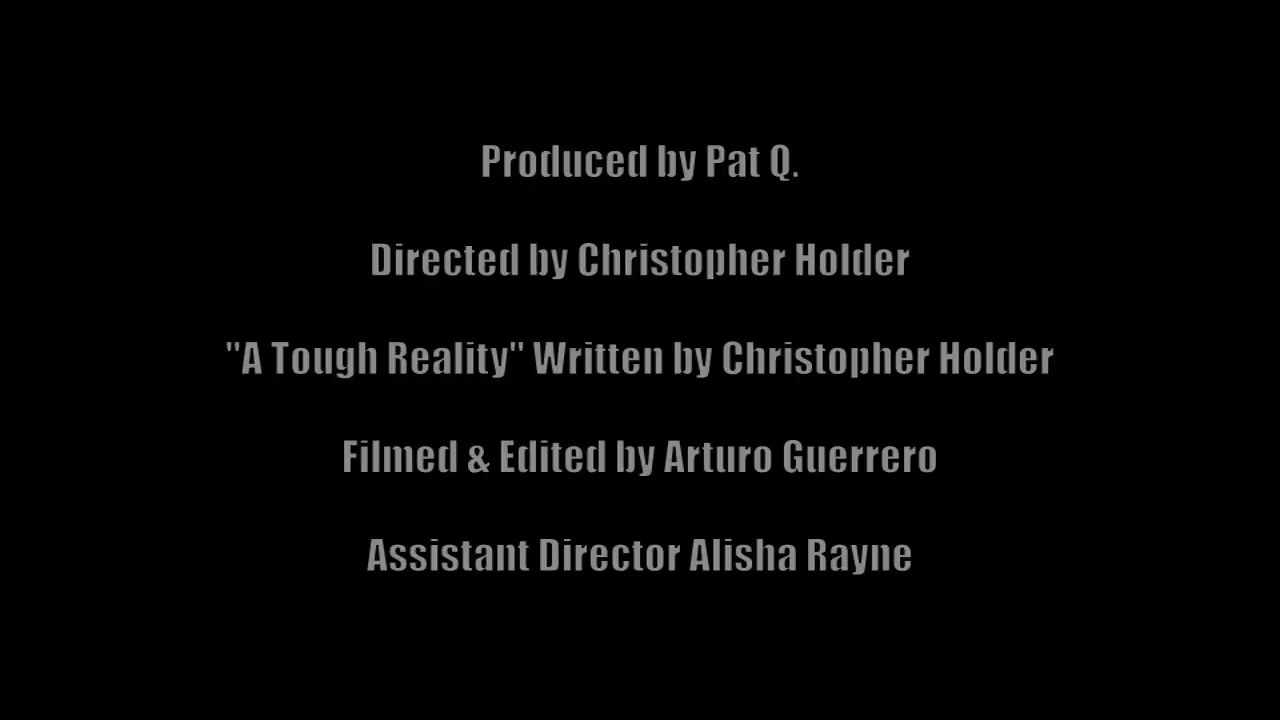 Produced by Pat Q.
Directed by Christopher Holder
"A Tough Reality" Written by Christopher Holder
Filmed & Edited by Arturo Guerrero
Assistant Director Alisha Rayne